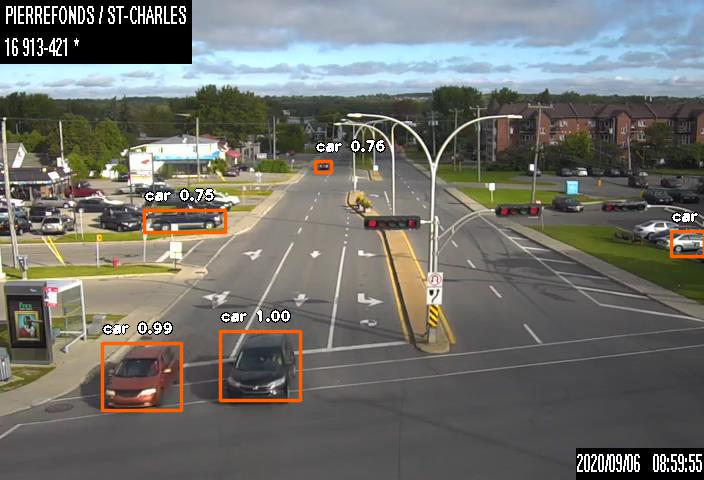 PIERREFONDS / ST-CHARLES
16 913-421 *
car 0.76
car 0.75
car
car 0.99
car 1.00
2020/09/06 08:59:55